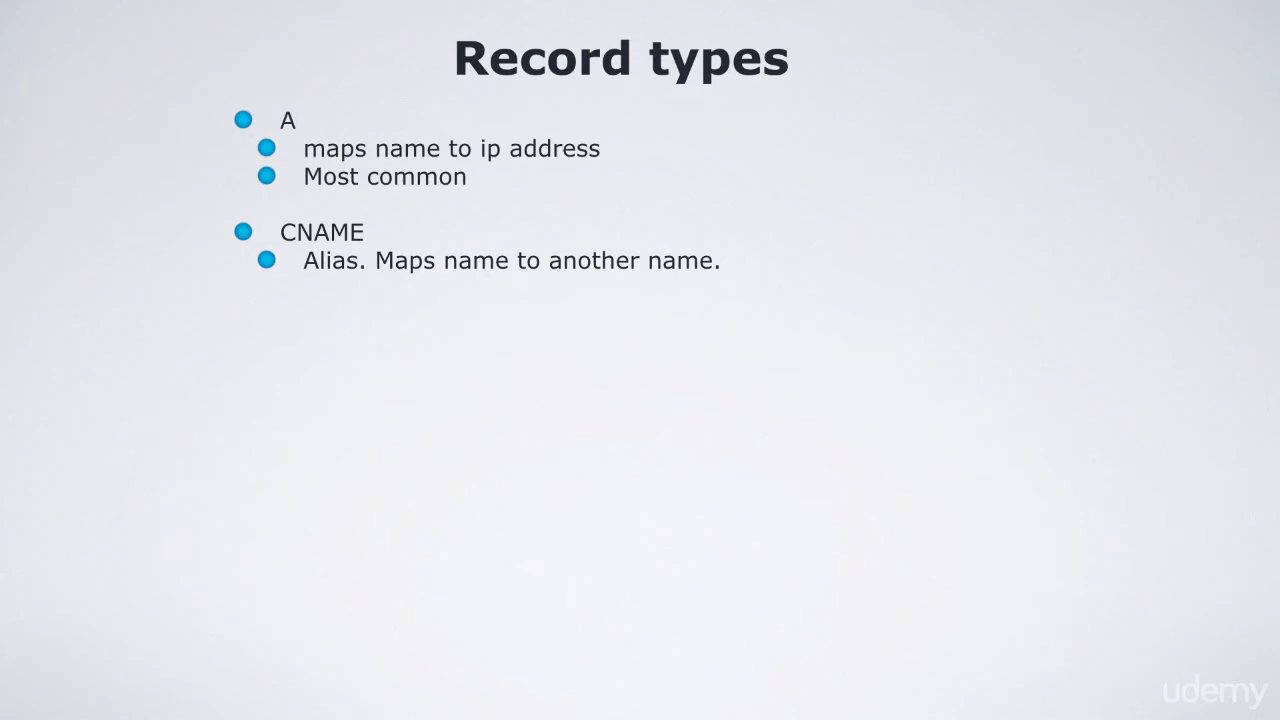 Record types
A
maps name to ip address
Most common
CNAME
Alias. Maps name to another name.
udemy